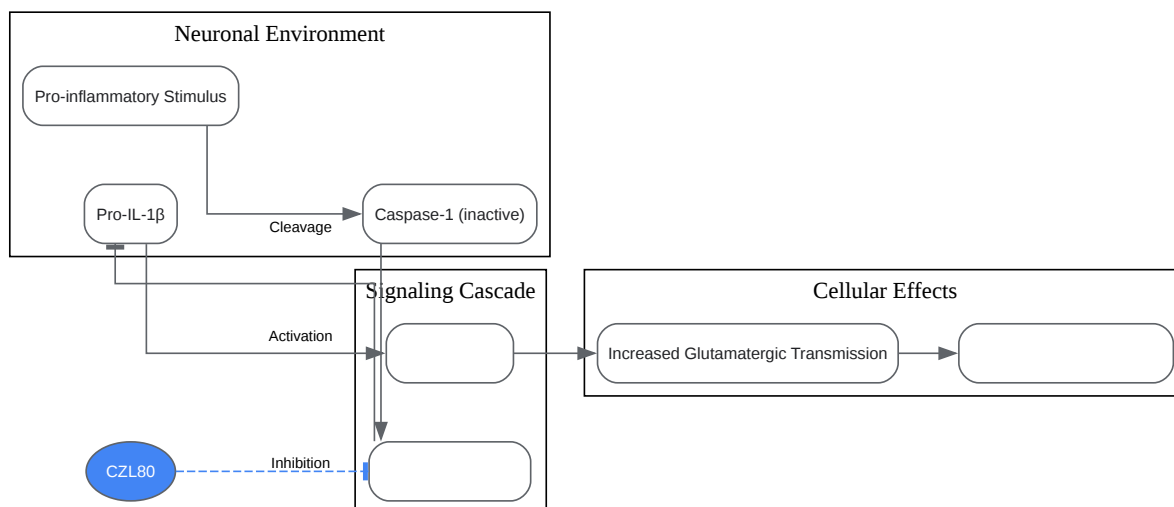 Neuronal Environment
Pro-inflammatory Stimulus
Pro-IL-1β
Caspase-1 (inactive)
Cleavage
Signaling Cascade
Cellular Effects
Activation
Increased Glutamatergic Transmission
CZL80
Inhibition